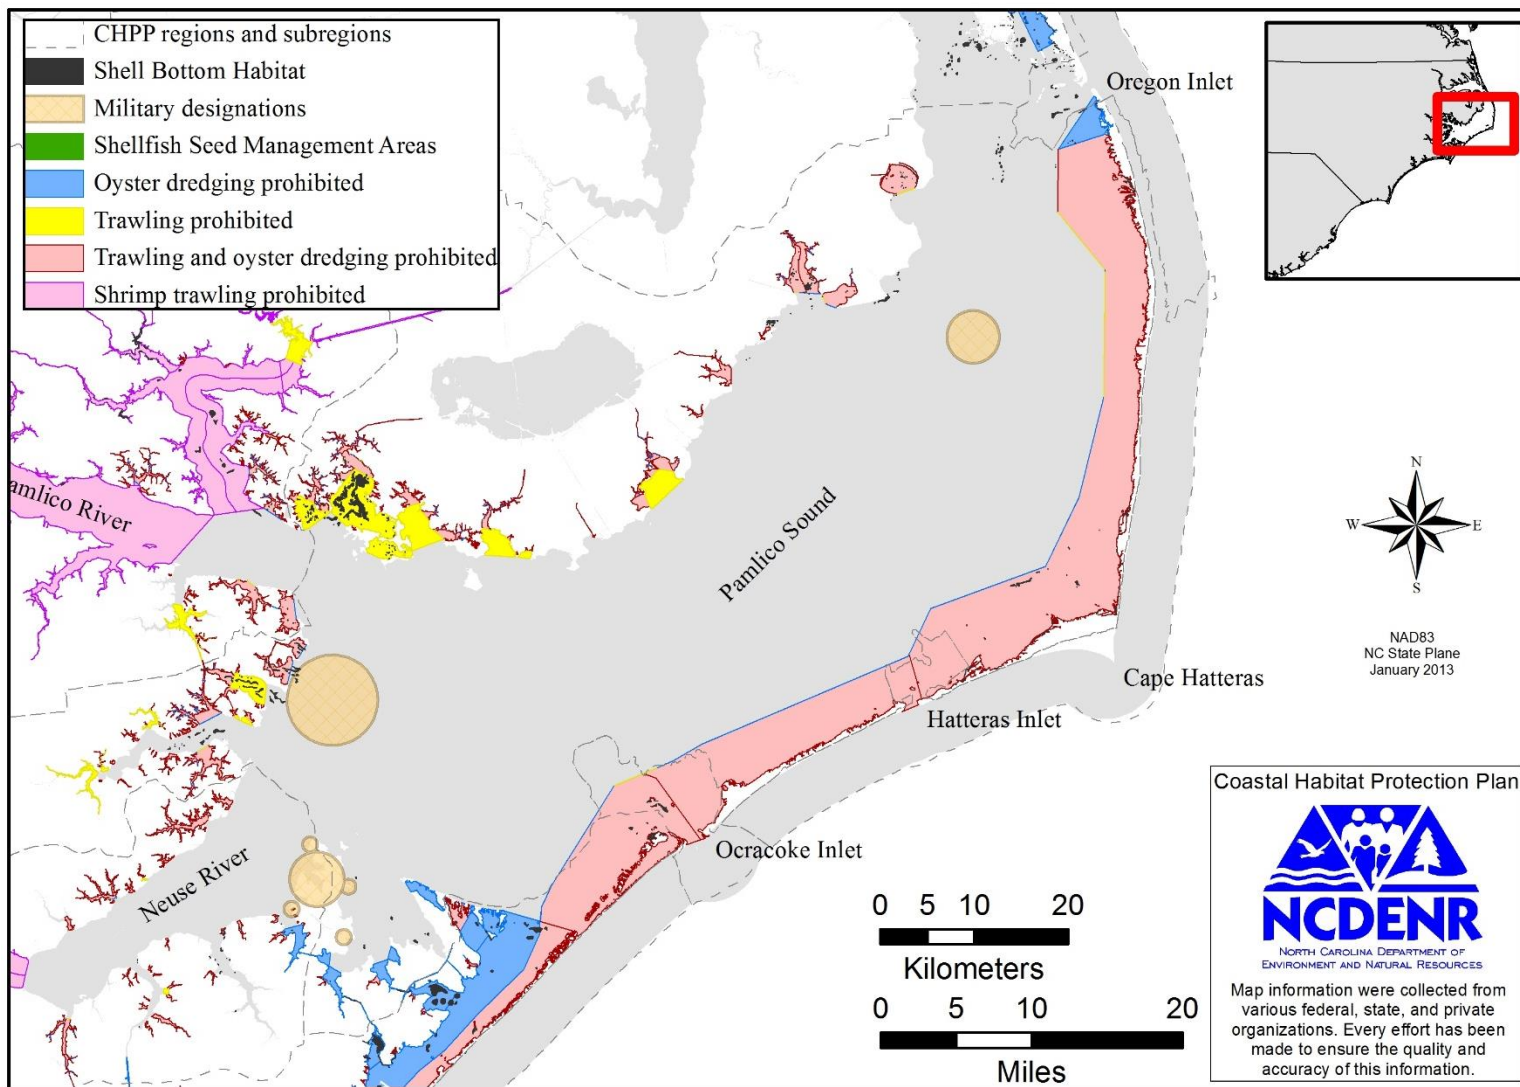 CHPP regions and subregions
Shell Bottom Habitat
Military designations
Shellfish Seed Management Areas
Oyster dredging prohibited
Trawling prohibited
Trawling and oyster dredging prohibited
Shrimp trawling prohibited
Oregon Inlet
amlico River
Pamlico Sound
N
W E
S
NAD83
NC State Plane
January 2013
Cape Hatteras
Hatteras Inlet
Ocracoke Inlet
Neuse River
0 5 10 20
Kilometers
0 5 10 20
Miles
Coastal Habitat Protection Plan
NCDENR
NORTH CAROLINA DEPARTMENT OF
ENVIRONMENT AND NATURAL RESOURCES
Map information were collected from
various federal, state, and private
organizations. Every effort has been
made to ensure the quality and
accuracy of this information.